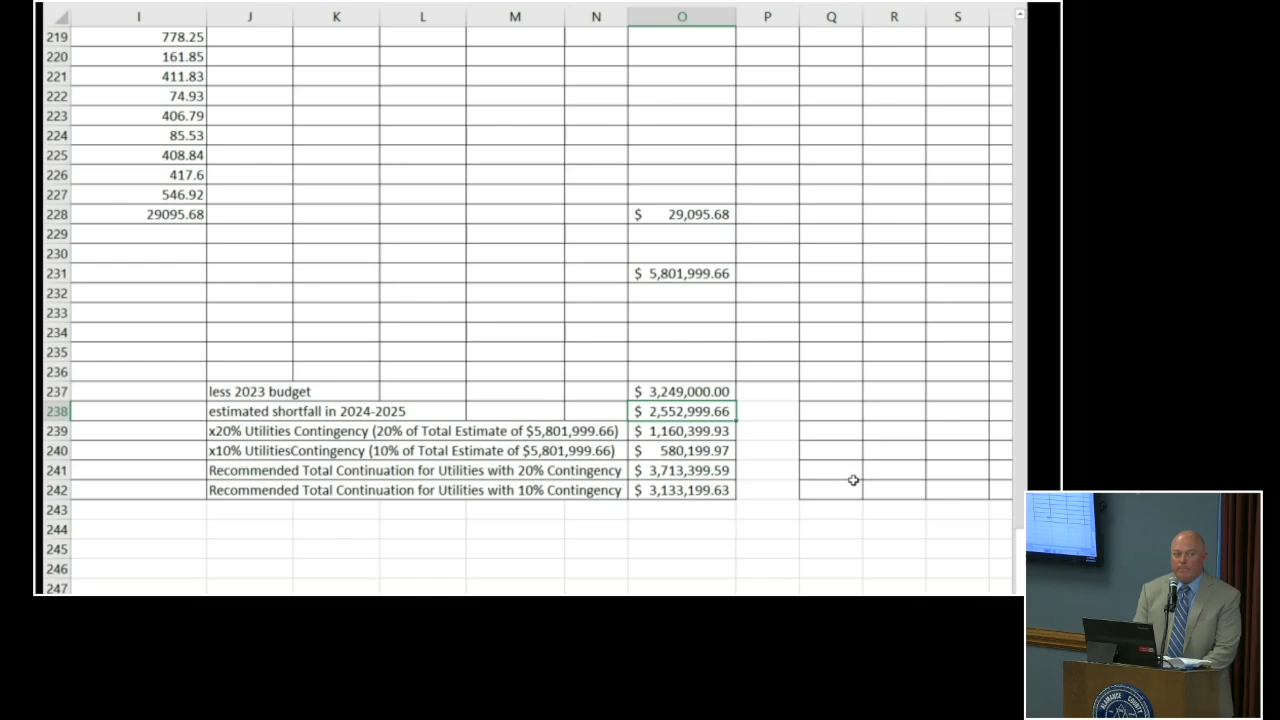 I J K L M N O P Q R S
219 778.25
220 161.85
221 411.83
222 74.93
223 406.79
224 85.53
225 408.84
226 417.6
227 546.92
228 29095.68 $ 29,095.68
229
230
231 $ 5,801,999.66
232
233
234
235
236
237 less 2023 budget $ 3,249,000.00
238 estimated shortfall in 2024-2025 $ 2,552,999.66
239 x20% Utilities Contingency (20% of Total Estimate of $5,801,999.66) $ 1,160,399.93
240 x10% UtilitiesContingency (10% of Total Estimate of $5,801,999.66) $ 580,199.97
241 Recommended Total Continuation for Utilities with 20% Contingency $ 3,713,399.59
242 Recommended Total Continuation for Utilities with 10% Contingency $ 3,133,199.63
243
244
245
246
247
ALAMANCE COUNTY